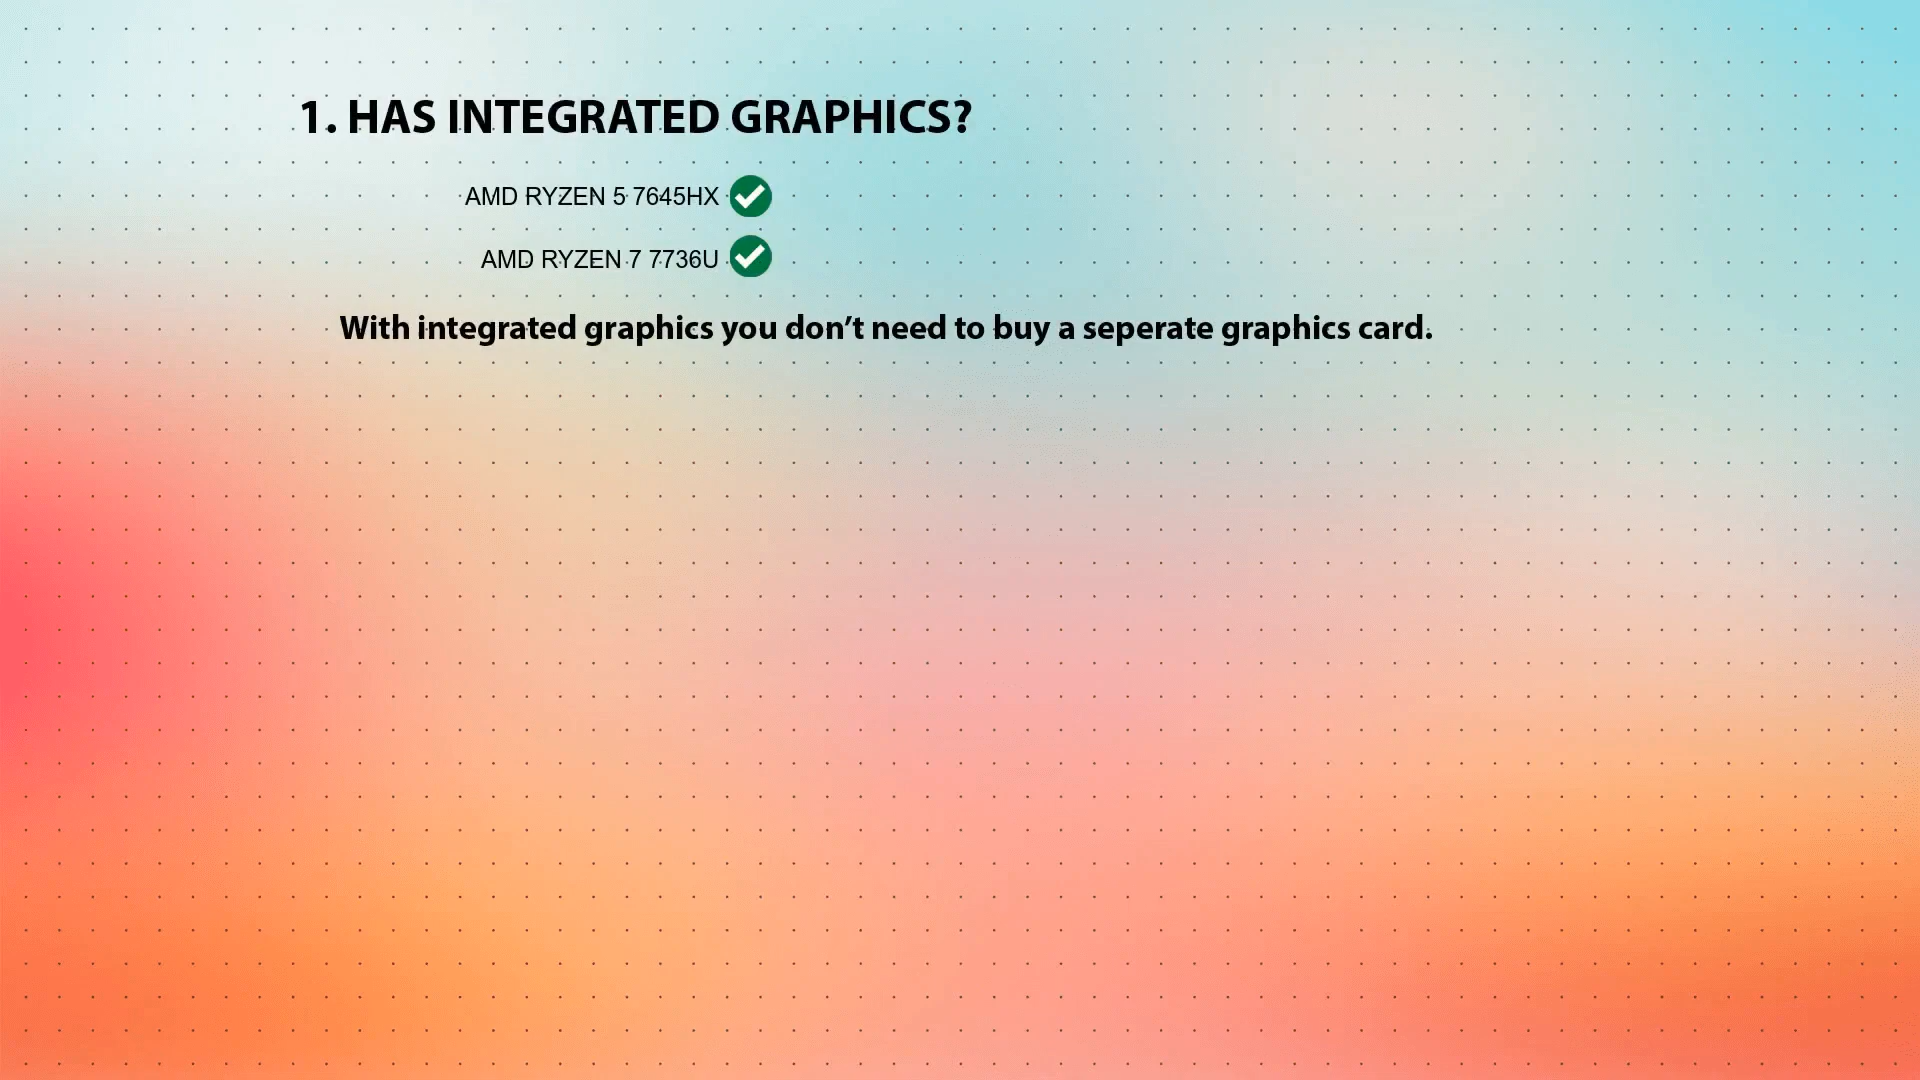 1. HAS INTEGRATED GRAPHICS?
AMD RYZEN 5 7645HX
AMD RYZEN 7 7736U
With integrated graphics you don’t need to buy a seperate graphics card.